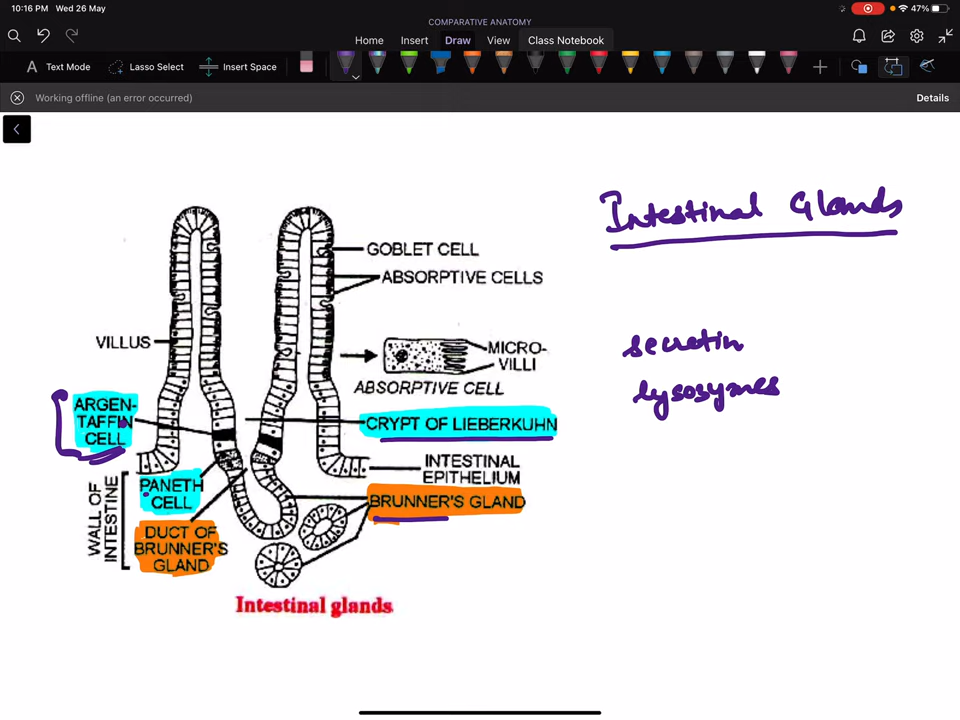 10:16 PM Wed 26 May
47%
COMPARATIVE ANATOMY
Home Insert Draw View Class Notebook
Text Mode Lasso Select Insert Space
Working offline (an error occurred) Details
Intestinal Glands
GOBLET CELL
ABSORPTIVE CELLS
VILLUS
MICRO-
VILLI
ABSORPTIVE CELL
secretin
lysosymes
ARGEN-
TAFFIN
CELL
CRYPT OF LIEBERKUHN
INTESTINAL
EPITHELIUM
WALL OF
INTESTINE
PANETH
CELL
BRUNNER'S GLAND
DUCT OF
BRUNNER'S
GLAND
Intestinal glands